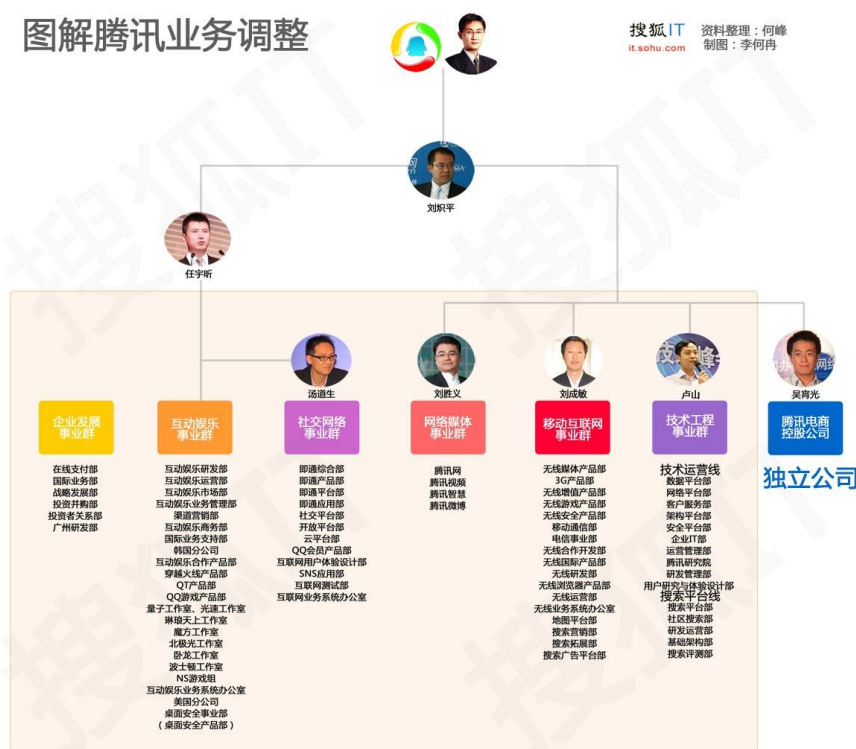 图解腾讯业务调整
搜狐IT
it.sohu.com
资料整理：何峰
制图：李何冉
刘炽平
任宇昕
汤道生
刘胜义
刘成敏
卢山
吴宵光
企业发展
事业群
在线支付部
国际业务部
战略发展部
投资并购部
投资者关系部
广州研发部
互动娱乐
事业群
互动娱乐研发部
互动娱乐运营部
互动娱乐市场部
互动娱乐业务管理部
渠道营销部
互动娱乐商务部
国际业务支持部
韩国分公司
互动娱乐合作产品部
穿越火线产品部
QT产品部
QQ游戏产品部
量子工作室、光速工作室
琳琅天上工作室
魔方工作室
北极光工作室
卧龙工作室
波士顿工作室
NS游戏组
互动娱乐业务系统办公室
美国分公司
桌面安全事业部
（桌面安全产品部）
社交网络
事业群
即通综合部
即通产品部
即通平台部
即通应用部
社交平台部
开放平台部
云平台部
QQ会员产品部
互联网用户体验设计部
SNS应用部
互联网测试部
互联网业务系统办公室
网络媒体
事业群
腾讯网
腾讯视频
腾讯智慧
腾讯微博
移动互联网
事业群
无线媒体产品部
3G产品部
无线增值产品部
无线游戏产品部
无线安全产品部
移动通信部
电信事业部
无线合作开发部
无线国际产品部
无线研发部
无线浏览器产品部
无线运营部
无线业务系统办公室
地图平台部
搜索营销部
搜索拓展部
搜索广告平台部
技术工程
事业群
技术运营线
数据平台部
网络平台部
客户服务部
架构平台部
安全平台部
企业IT部
运营管理部
腾讯研究院
研发管理部
用户研究与体验设计部
搜索平台线
搜索平台部
社区搜索部
研发运营部
基础架构部
搜索评测部
腾讯电商
控股公司
独立公司
搜狐IT
搜狐IT